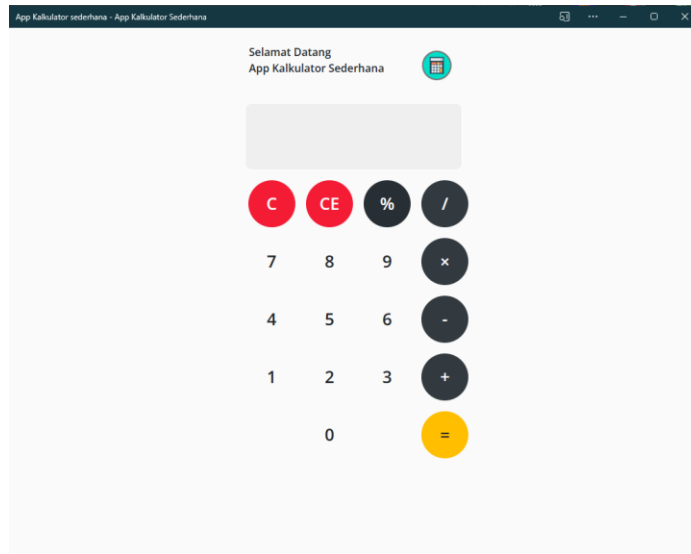 App Kalkulator sederhana - App Kalkulator Sederhana
Selamat Datang
App Kalkulator Sederhana
C CE % /
7 8 9 ×
4 5 6 -
1 2 3 +
0 =